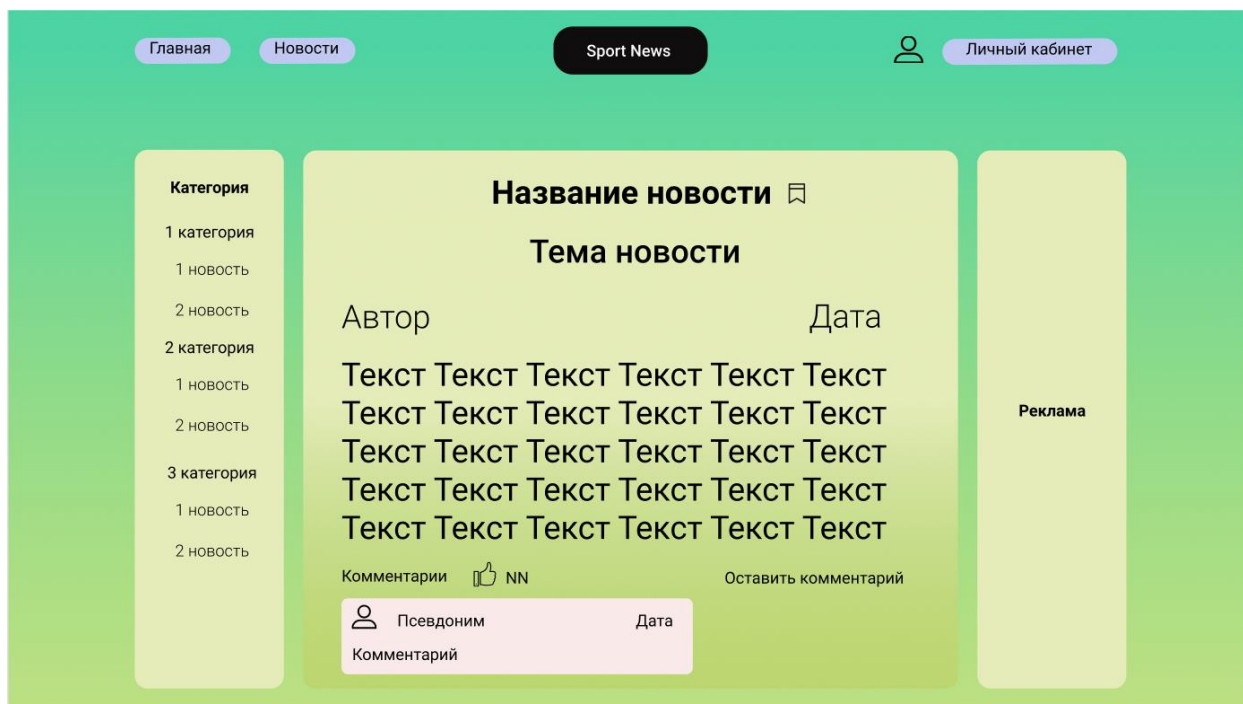 Главная
Новости
Sport News
Личный кабинет
Категория
1 категория
1 новость
2 новость
2 категория
1 новость
2 новость
3 категория
1 новость
2 новость
Название новости
Тема новости
Автор
Дата
Текст Текст Текст Текст Текст Текст
Текст Текст Текст Текст Текст Текст
Текст Текст Текст Текст Текст Текст
Текст Текст Текст Текст Текст Текст
Текст Текст Текст Текст Текст Текст
Комментарии
NN
Оставить комментарий
Псевдоним
Дата
Комментарий
Реклама